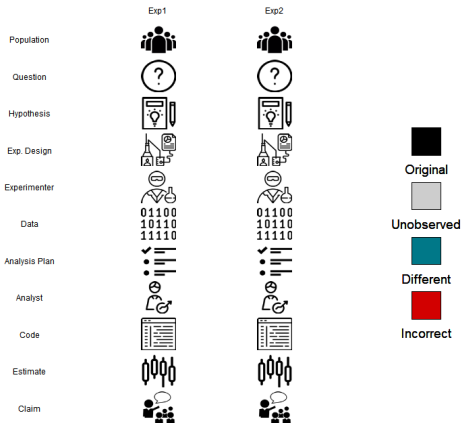 Exp1 Exp2
Population
Question
?  ?
Hypothesis
Exp. Design
Experimenter
Data
01100 01100
10110 10110
11110 11110
Analysis Plan
Analyst
Code
Estimate
Claim
Original
Unobserved
Different
Incorrect